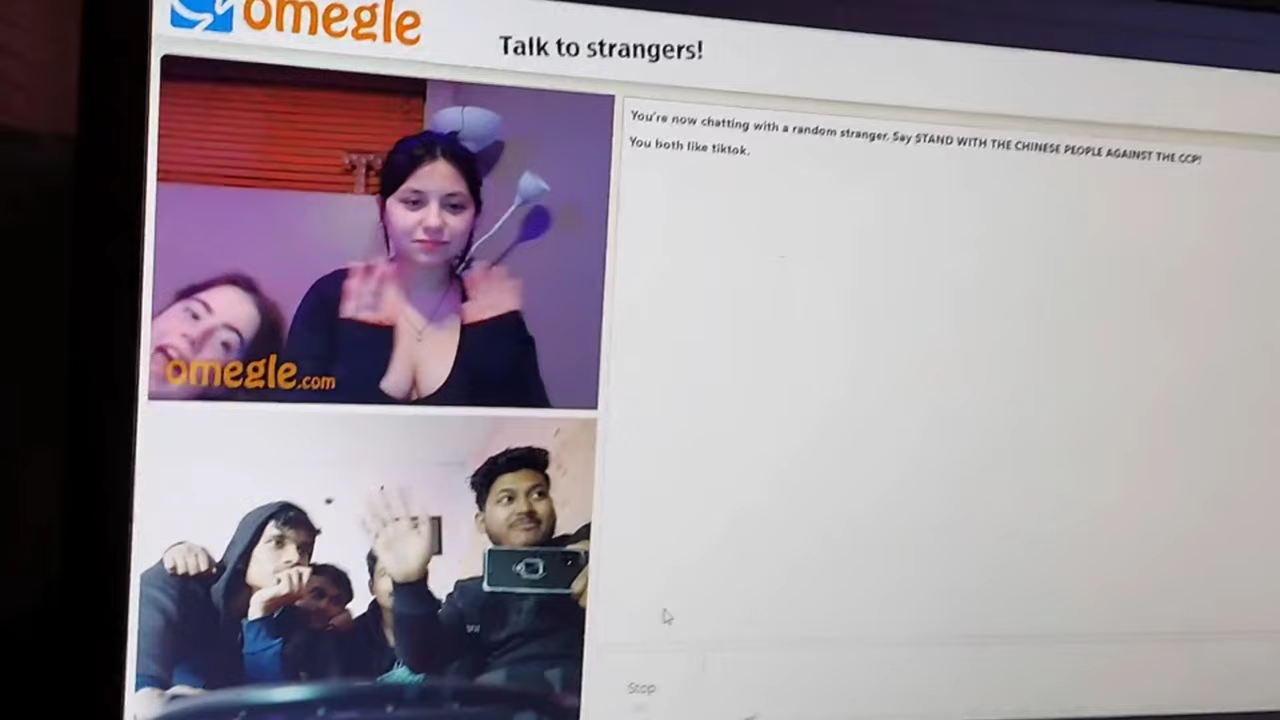 omegle
Talk to strangers!
You're now chatting with a random stranger. Say STAND WITH THE CHINESE PEOPLE AGAINST THE CCP!
You both like tiktok.
omegle.com
Stop